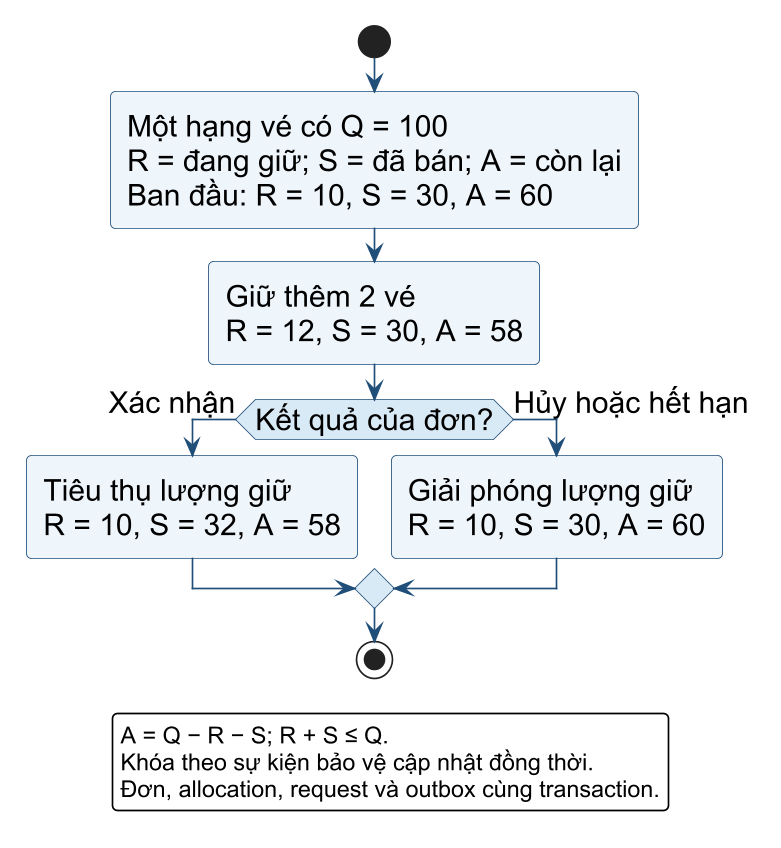 Một hạng vé có Q = 100
R = đang giữ; S = đã bán; A = còn lại
Ban đầu: R = 10, S = 30, A = 60
Giữ thêm 2 vé
R = 12, S = 30, A = 58
Xác nhận
Kết quả của đơn?
Hủy hoặc hết hạn
Tiêu thụ lượng giữ
R = 10, S = 32, A = 58
Giải phóng lượng giữ
R = 10, S = 30, A = 60
A = Q − R − S; R + S ≤ Q.
Khóa theo sự kiện bảo vệ cập nhật đồng thời.
Đơn, allocation, request và outbox cùng transaction.